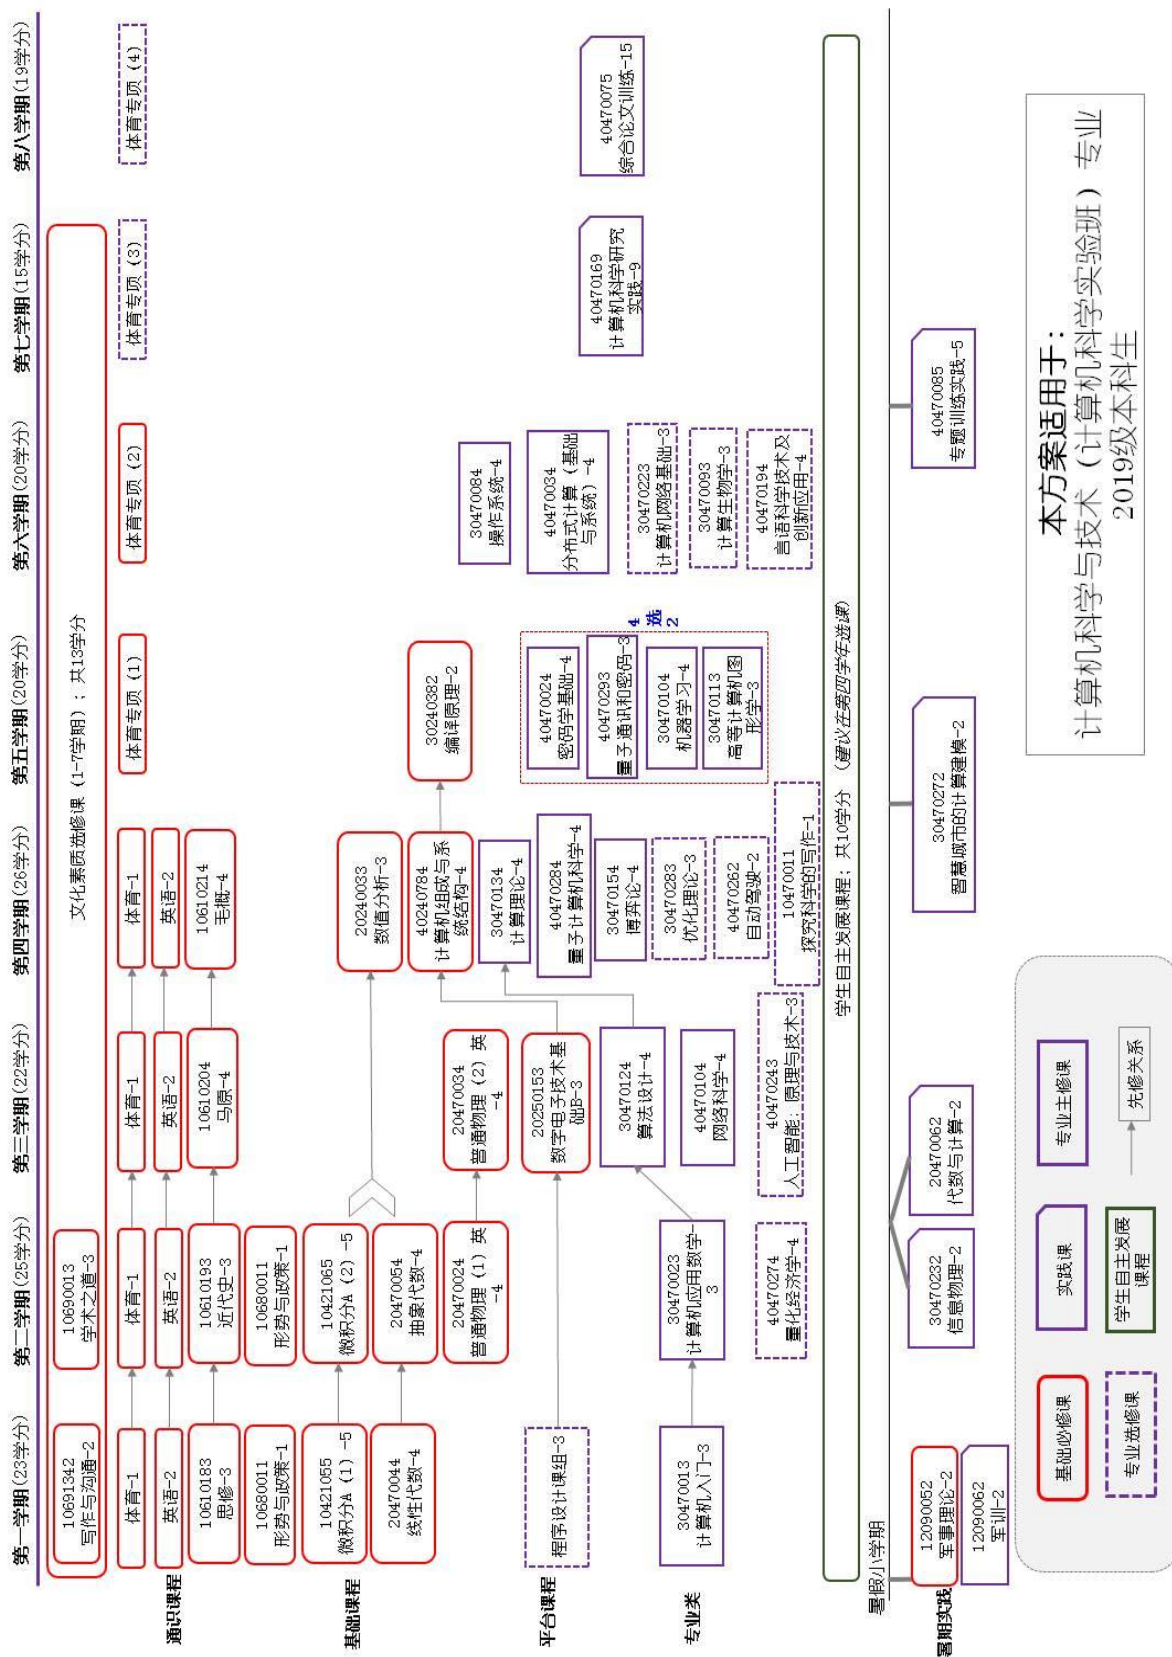 第一学期(23学分)
第二学期(25学分)
第三学期(22学分)
第四学期(26学分)
第五学期(20学分)
第六学期(20学分)
第七学期(15学分)
第八学期(19学分)
文化素质选修课（1-7学期）；共13学分
10691342
写作与沟通-2
10690013
学术之道-3
通识课程
体育-1
体育-1
体育-1
体育-1
体育专项（1）
体育专项（2）
体育专项（3）
体育专项（4）
英语-2
英语-2
英语-2
英语-2
10610183
思修-3
10610193
近代史-3
10610204
马原-4
10610214
毛概-4
10680011
形势与政策-1
10680011
形势与政策-1
基础课程
10421055
微积分A（1）-5
10421065
微积分A（2）-5
20240033
数值分析-3
20470044
线性代数-4
20470054
抽象代数-4
40240784
计算机组成与系
统结构-4
30240382
编译原理-2
20470024
普通物理（1）英
-4
20470034
普通物理（2）英
-4
平台课程
程序设计课组-3
20250153
数字电子技术基
础B-3
30470134
计算理论-4
30470084
操作系统-4
40470284
量子计算机科学-4
40470024
密码学基础-4
40470034
分布式计算（基础
与系统）-4
40470169
计算机科学研究
实践-9
40470075
综合论文训练-15
专业类
30470013
计算机入门-3
30470023
计算机应用数学-
3
30470124
算法设计-4
30470154
博弈论-4
40470293
量子通讯和密码-3
4
选
2
30470223
计算机网络基础-3
40470104
网络科学-4
30470283
优化理论-3
30470104
机器学习-4
30470093
计算生物学-3
40470262
自动驾驶-2
30470113
高等计算机图
形学-3
40470194
言语科学技术及
创新应用-4
40470274
量化经济学-4
40470243
人工智能：原理与技术-3
10470011
探究科学的写作-1
学生自主发展课程；共10学分 （建议在第四学年选课）
暑假小学期
暑期实践
12090052
军事理论-2
12090062
军训-2
30470232
信息物理-2
20470062
代数与计算-2
30470272
智慧城市的计算建模-2
40470085
专题训练实践-5
基础必修课
实践课
专业主修课
专业选修课
学生自主发展
课程
先修关系
本方案适用于：
计算机科学与技术（计算机科学实验班）专业
2019级本科生